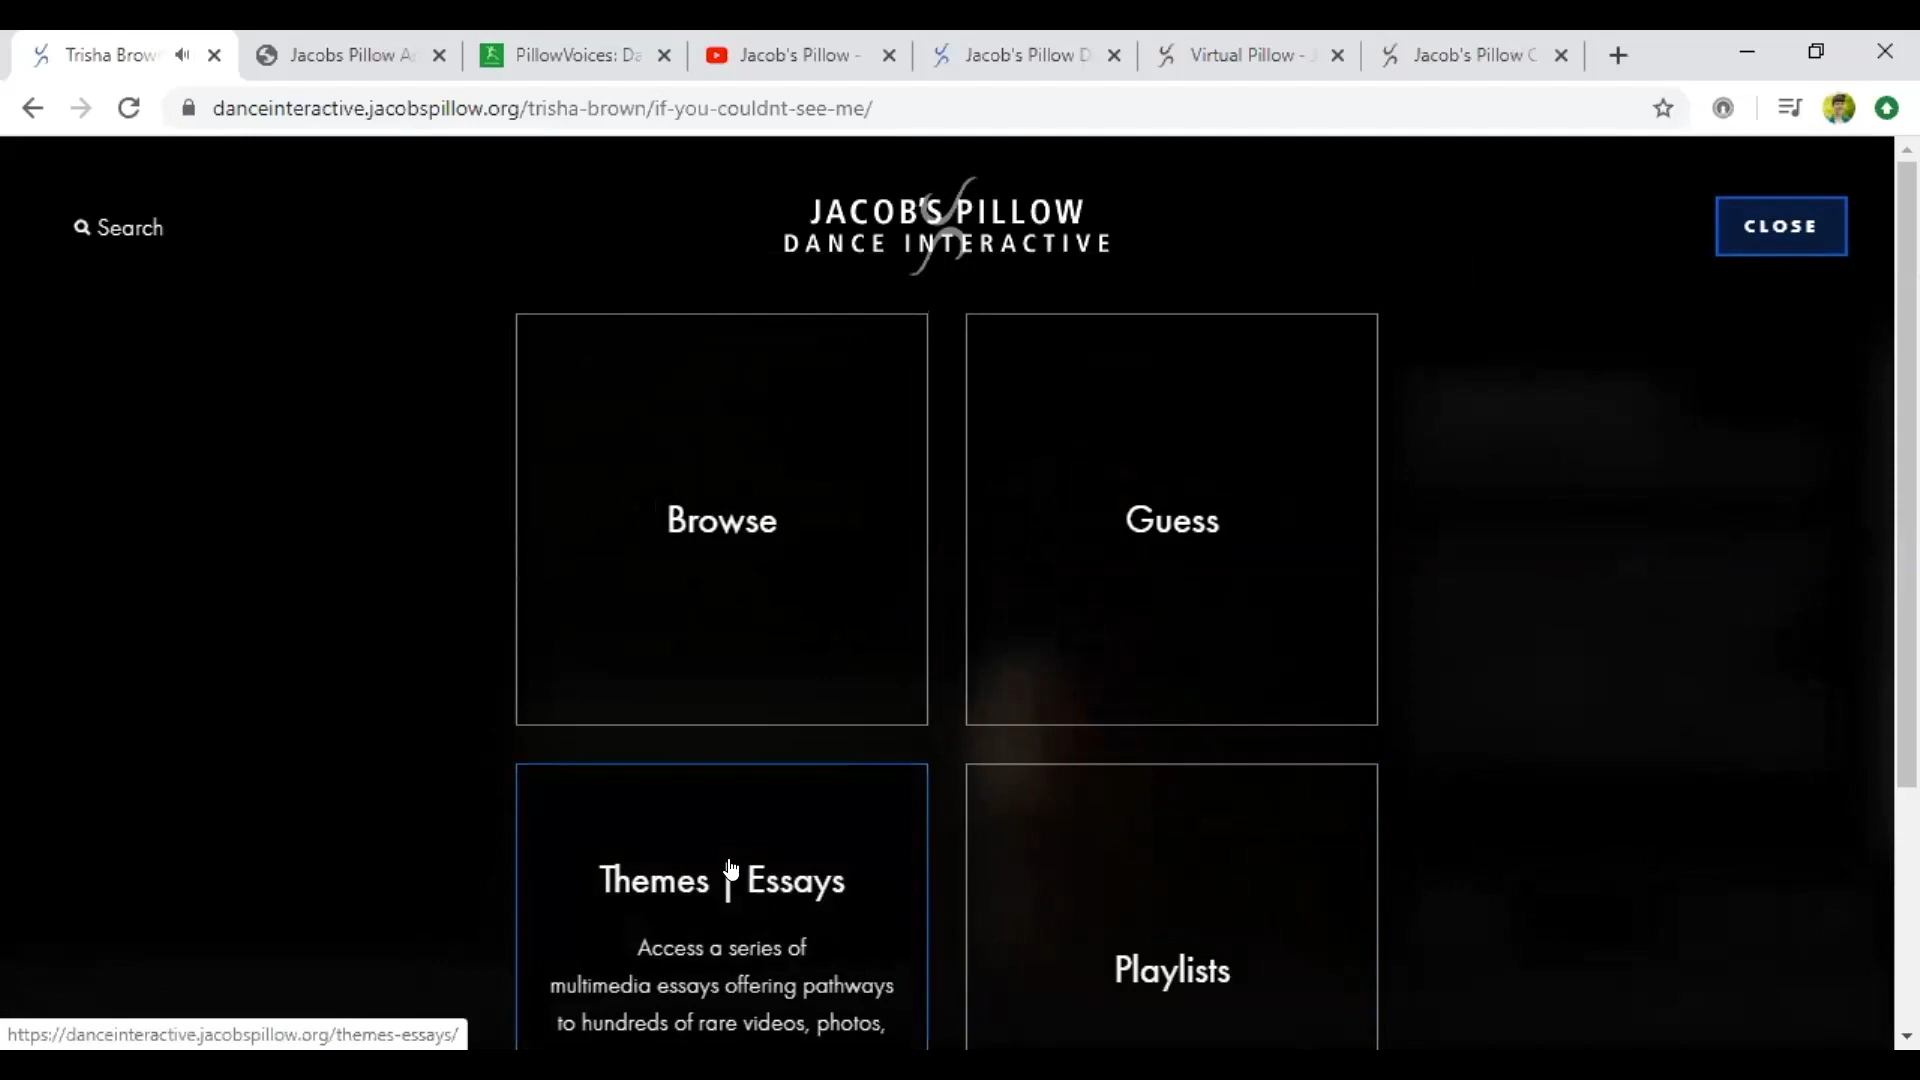 Trisha Brow
Jacobs Pillow A
PillowVoices: Da
Jacob's Pillow -
Jacob's Pillow D
Virtual Pillow -
Jacob's Pillow C
danceinteractive.jacobspillow.org/trisha-brown/if-you-couldnt-see-me/
Search
JACOB'S PILLOW
DANCE INTERACTIVE
CLOSE
Browse
Guess
Themes | Essays
Access a series of
multimedia essays offering pathways
to hundreds of rare videos, photos,
Playlists
https://danceinteractive.jacobspillow.org/themes-essays/